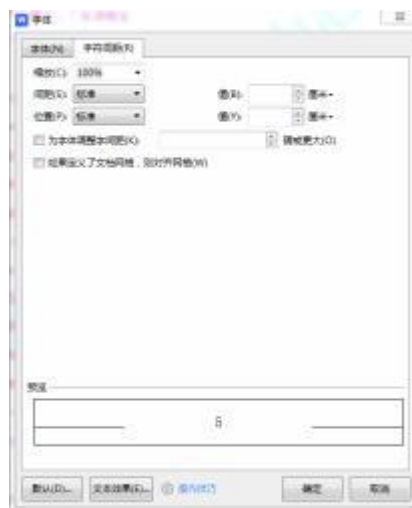 字体
字体(N) 字符间距(R)
缩放(C): 100%
间距(S): 标准 值(B): 厘米
位置(P): 标准 值(Y): 厘米
为字体调整字间距(K): 磅或更大(O)
如果定义了文档网格，则对齐网格(W)
预览
5
默认(D)... 文本效果(E)... 操作技巧 确定 取消